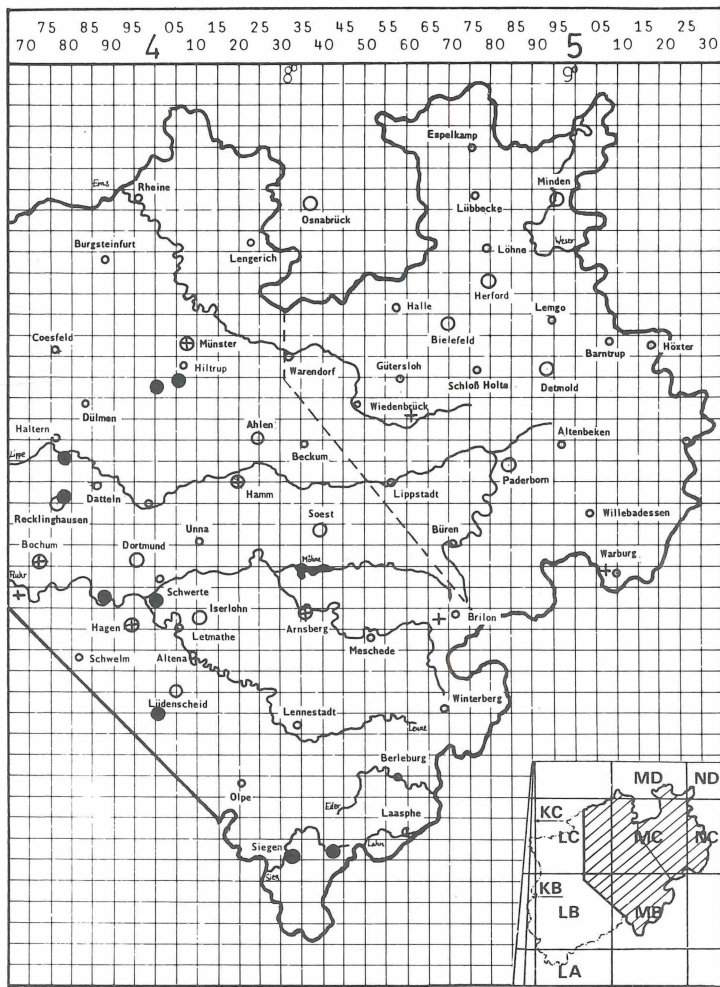 4 5
70 75 80 85 90 95 05 10 15 20 25 30 35 40 45 50 55 60 65 70 75 80 85 90 95 05 10 15 20 25 30
8° 9°
Espelkamp
Ems
Rheine
Minden
Osnabrück
Lübbecke
Burgsteinfurt
Lengerich
Löhne
Weser
Herford
Halle
Lemgo
Bielefeld
Coesfeld
Münster
Barntrup
Höxter
Hiltrup
Warendorf
Gütersloh
Schloß Holte
Detmold
Dülmen
Wiedenbrück
Haltern
Ahlen
Altenbeken
Lippe
Beckum
Datteln
Hamm
Lippstadt
Paderborn
Recklinghausen
Soest
Willebadessen
Unna
Büren
Bochum
Dortmund
Möhne
Warburg
Ruhr
Schwerte
Iserlohn
Brilon
Hagen
Letmathe
Arnsberg
Meschede
Schwelm
Altena
Lüdenscheid
Winterberg
Lennestadt
Lenne
Berleburg
Olpe
Eder
Laasphe
Siegen
Lahn
Sieg
MD ND
KC
LC MC NC
KB
LB MB
LA